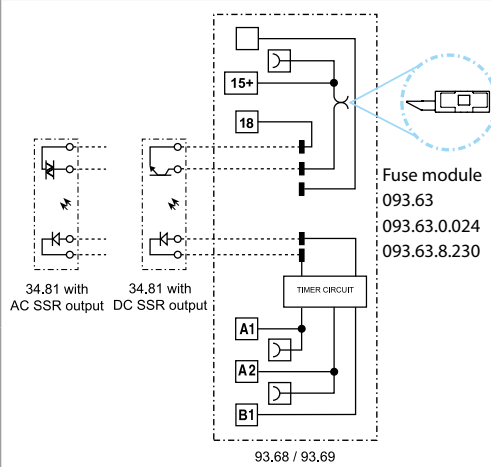 15+
18
Fuse module
093.63
093.63.0.024
093.63.8.230
34.81 with
AC SSR output
34.81 with
DC SSR output
TIMER CIRCUIT
A1
A2
B1
93.68 / 93.69